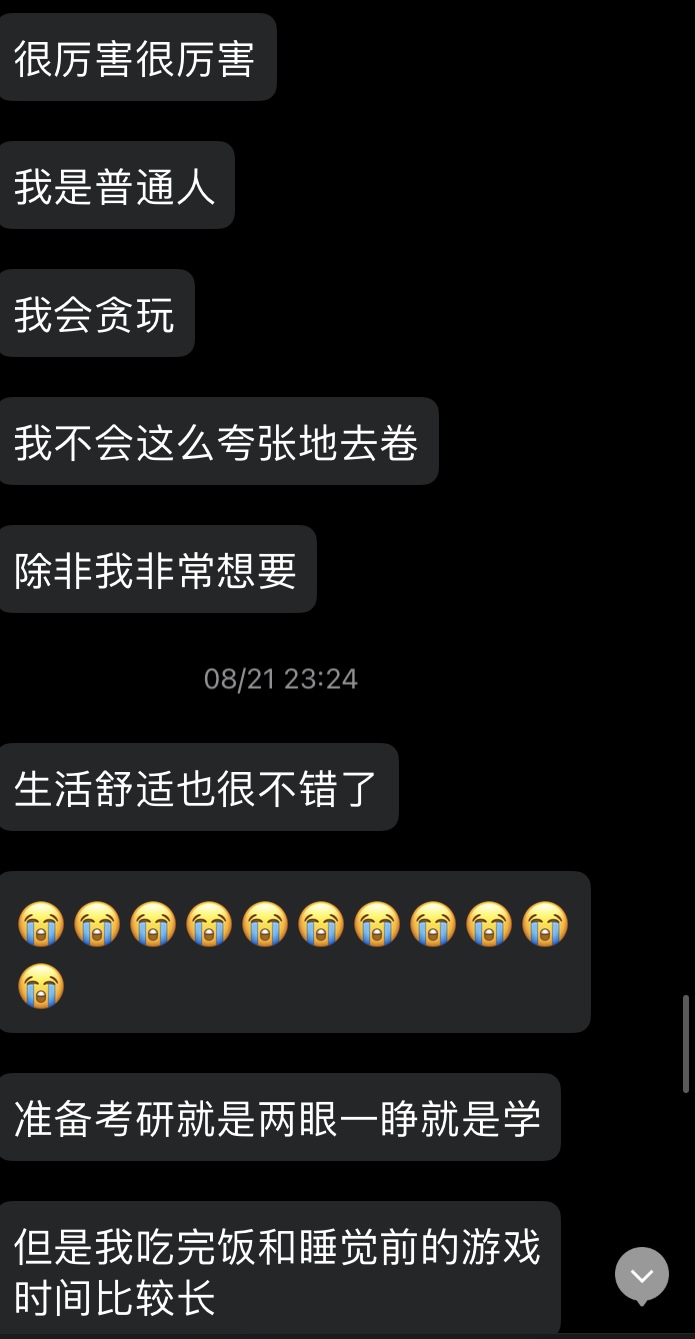 很厉害很厉害
我是普通人
我会贪玩
我不会这么夸张地去卷
除非我非常想要
08/21 23:24
生活舒适也很不错了
😭😭😭😭😭😭😭😭😭😭
😭
准备考研就是两眼一睁就是学
但是我吃完饭和睡觉前的游戏
时间比较长